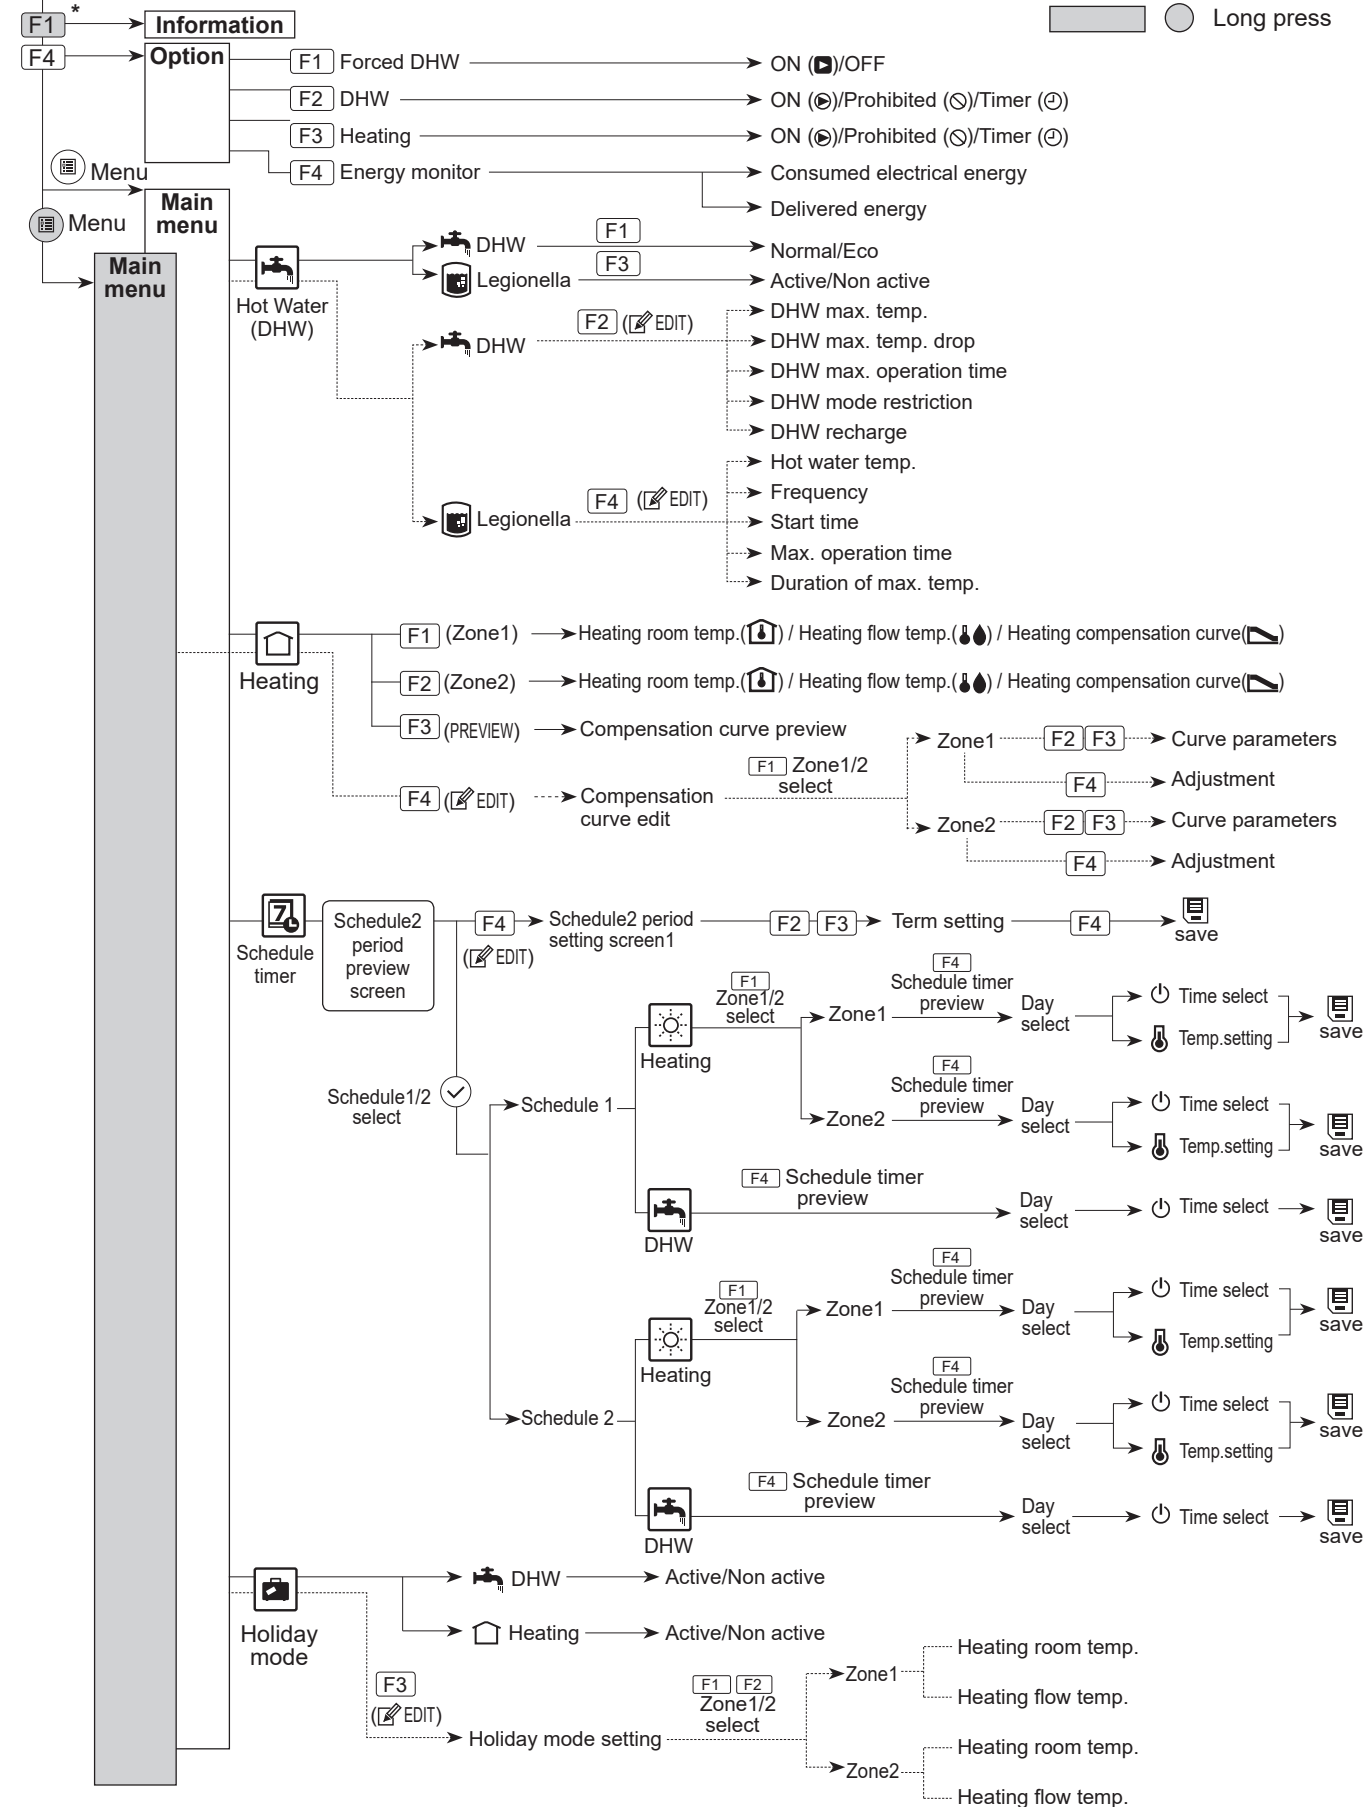 F1 * Information
Long press
F4 Option
F1 Forced DHW ON ( )/OFF
F2 DHW ON ( )/Prohibited ( )/Timer ( )
F3 Heating ON ( )/Prohibited ( )/Timer ( )
F4 Energy monitor Consumed electrical energy
Delivered energy
Menu
Main
menu
Menu
Main
menu
Hot Water
(DHW)
DHW F1 Normal/Eco
Legionella F3 Active/Non active
DHW F2 ( EDIT)
DHW max. temp.
DHW max. temp. drop
DHW max. operation time
DHW mode restriction
DHW recharge
Legionella F4 ( EDIT)
Hot water temp.
Frequency
Start time
Max. operation time
Duration of max. temp.
Heating
F1 (Zone1) Heating room temp.( ) / Heating flow temp.( ) / Heating compensation curve( )
F2 (Zone2) Heating room temp.( ) / Heating flow temp.( ) / Heating compensation curve( )
F3 (PREVIEW) Compensation curve preview
F4 ( EDIT) Compensation
curve edit
F1 Zone1/2
select
Zone1 F2 F3 Curve parameters
F4 Adjustment
Zone2 F2 F3 Curve parameters
F4 Adjustment
7
Schedule
timer
Schedule2
period
preview
screen
F4
( EDIT)
Schedule2 period
setting screen1
F2 F3 Term setting F4 save
Schedule1/2
select
Schedule 1
Heating
F1
Zone1/2
select
Zone1
F4
Schedule timer
preview
Day
select
Time select
Temp.setting
save
Zone2
F4
Schedule timer
preview
Day
select
Time select
Temp.setting
save
DHW
F4 Schedule timer
preview
Day
select
Time select
save
Schedule 2
Heating
F1
Zone1/2
select
Zone1
F4
Schedule timer
preview
Day
select
Time select
Temp.setting
save
Zone2
F4
Schedule timer
preview
Day
select
Time select
Temp.setting
save
DHW
F4 Schedule timer
preview
Day
select
Time select
save
Holiday
mode
DHW Active/Non active
Heating Active/Non active
F3
( EDIT)
Holiday mode setting
F1 F2
Zone1/2
select
Zone1
Heating room temp.
Heating flow temp.
Zone2
Heating room temp.
Heating flow temp.